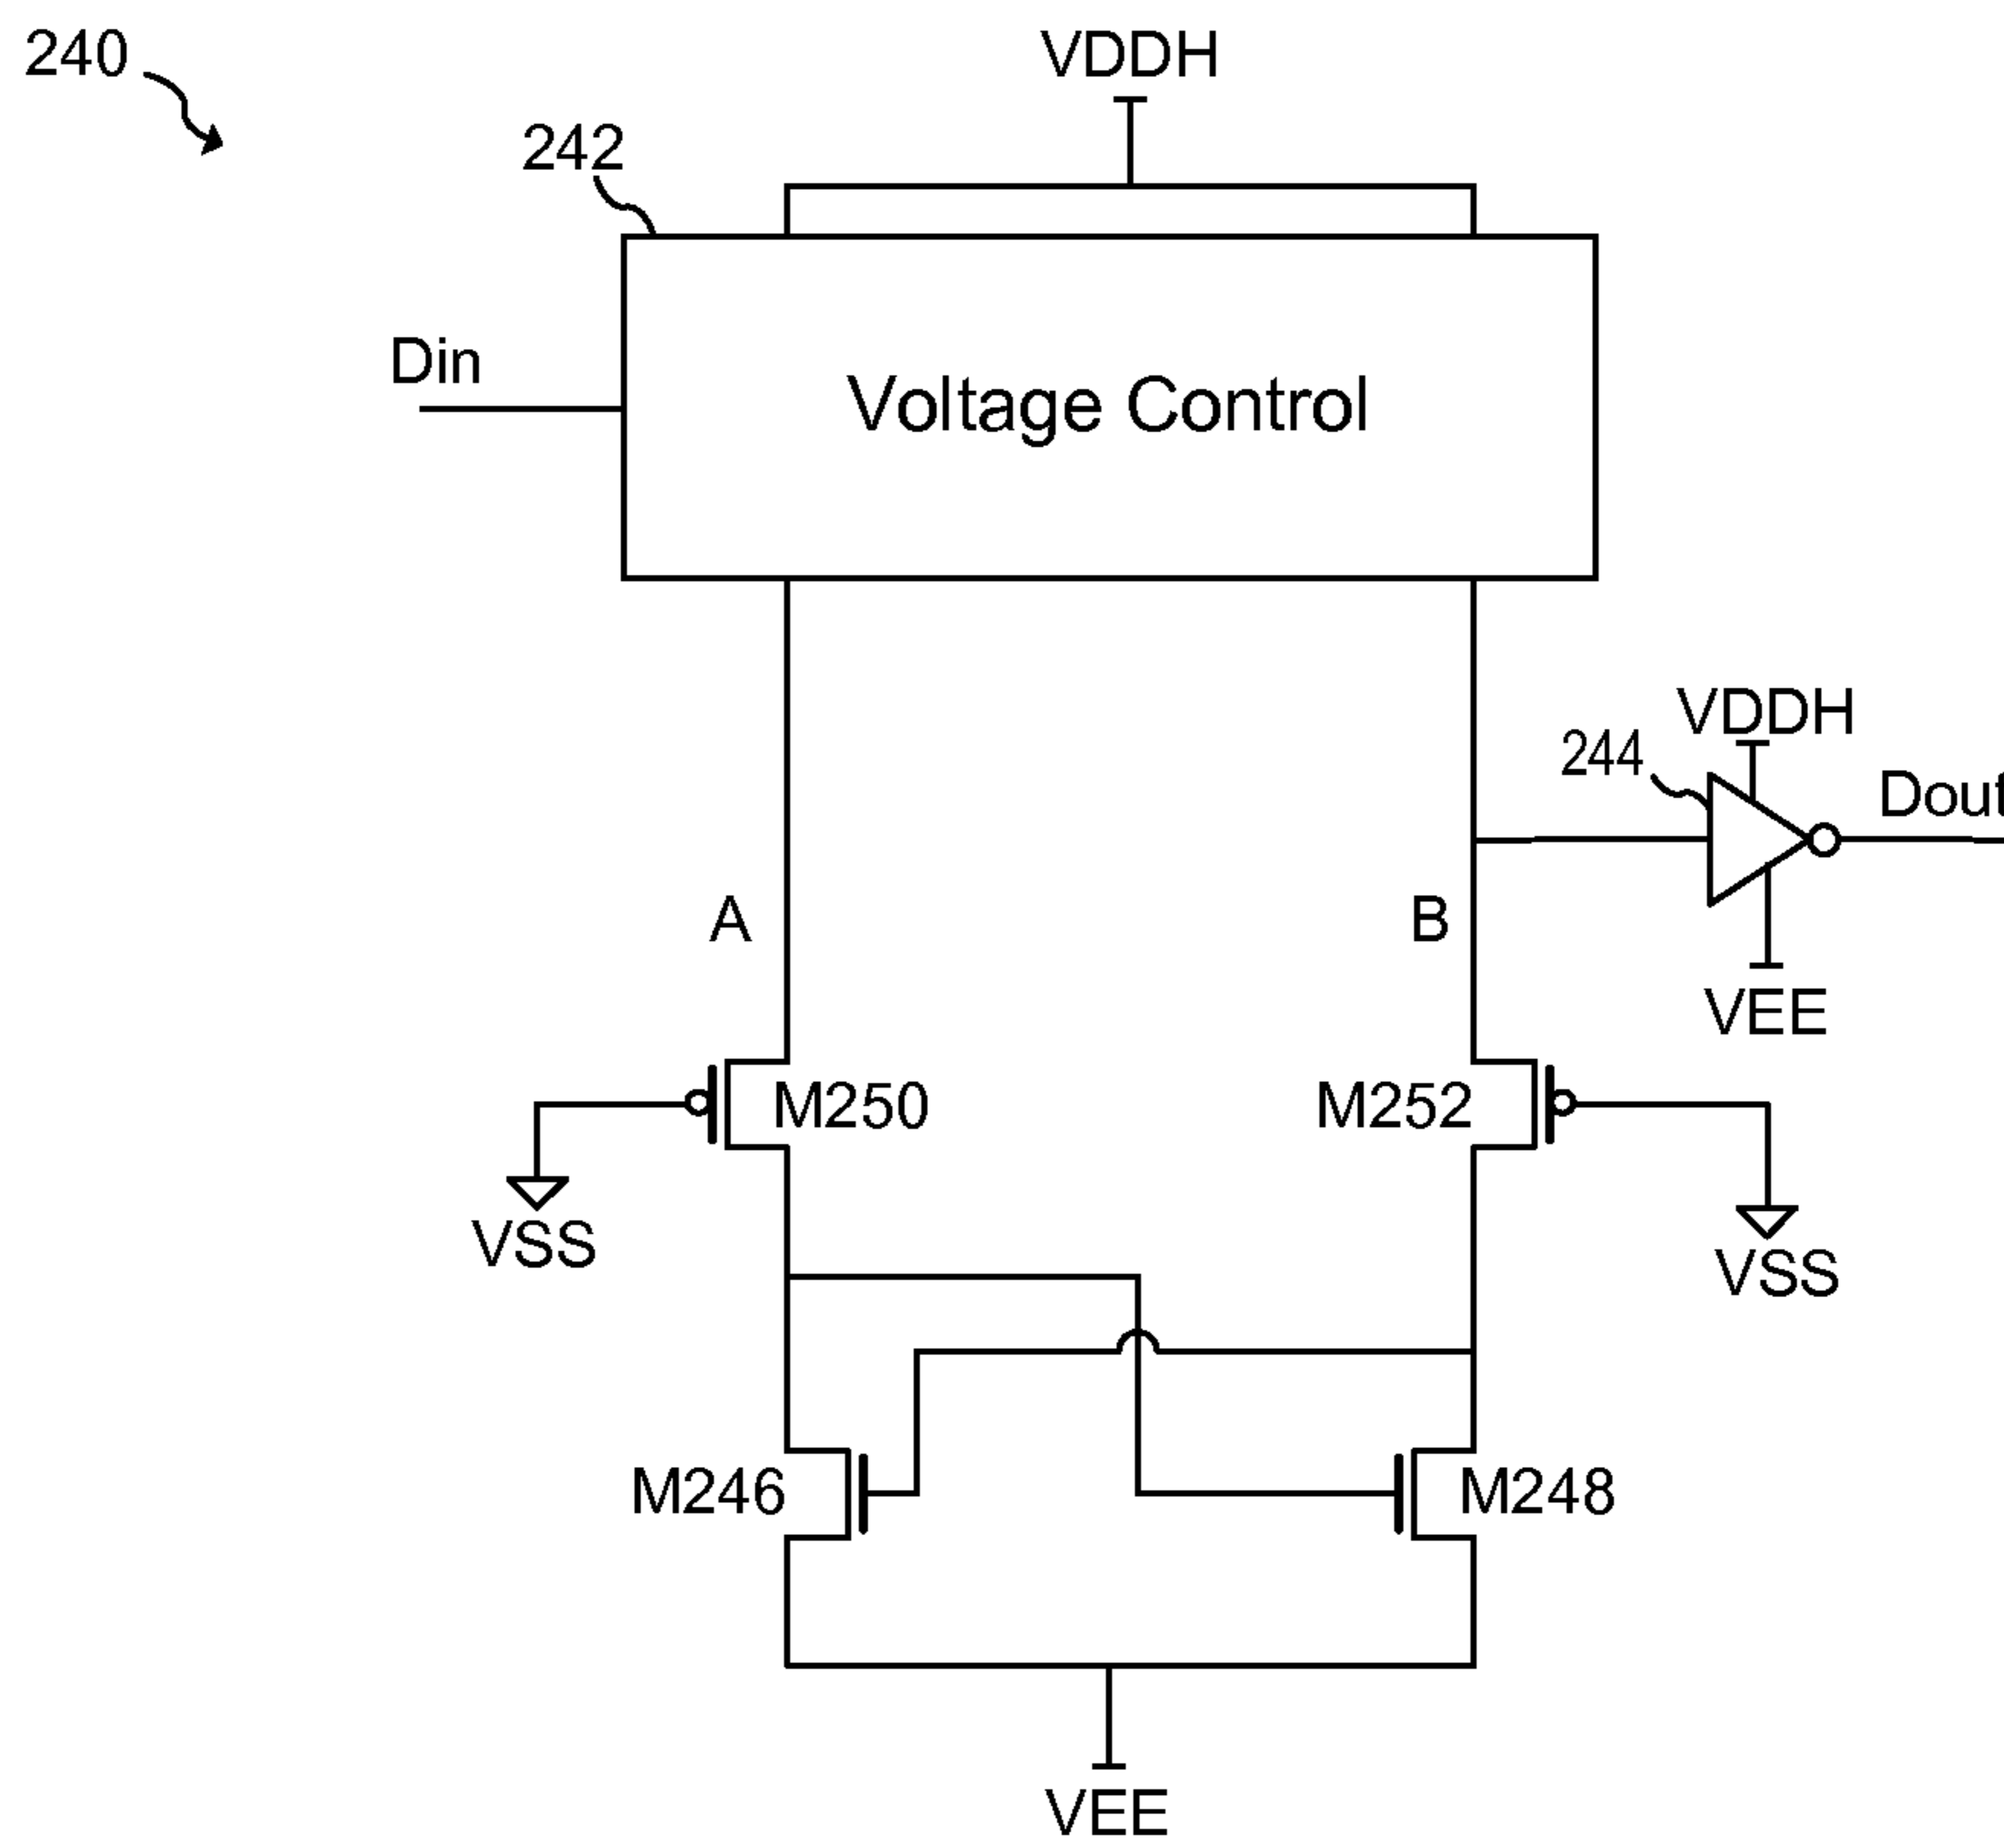 240
VDDH
242
Din
Voltage Control
VDDH
244
Dout
A
B
VEE
M250
M252
VSS
VSS
M246
M248
VEE